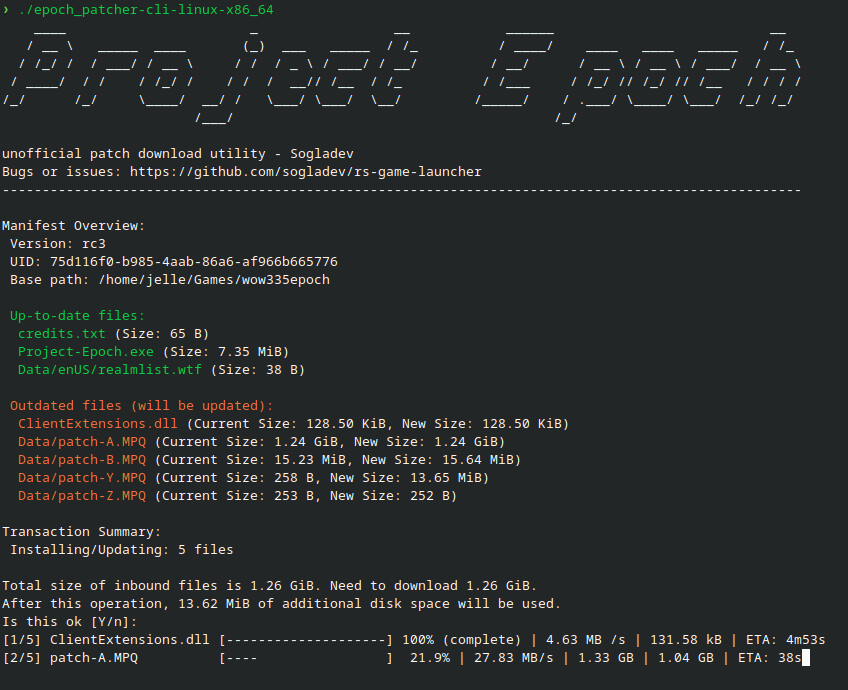 › ./epoch_patcher-cli-linux-x86_64
Project Epoch
unofficial patch download utility - Sogladev
Bugs or issues: https://github.com/sogladev/rs-game-launcher
----------------------------------------------------------------------------------------------------
Manifest Overview:
Version: rc3
UID: 75d116f0-b985-4aab-86a6-af966b665776
Base path: /home/jelle/Games/wow335epoch
Up-to-date files:
credits.txt (Size: 65 B)
Project-Epoch.exe (Size: 7.35 MiB)
Data/enUS/realmlist.wtf (Size: 38 B)
Outdated files (will be updated):
ClientExtensions.dll (Current Size: 128.50 KiB, New Size: 128.50 KiB)
Data/patch-A.MPQ (Current Size: 1.24 GiB, New Size: 1.24 GiB)
Data/patch-B.MPQ (Current Size: 15.23 MiB, New Size: 15.64 MiB)
Data/patch-Y.MPQ (Current Size: 258 B, New Size: 13.65 MiB)
Data/patch-Z.MPQ (Current Size: 253 B, New Size: 252 B)
Transaction Summary:
Installing/Updating: 5 files
Total size of inbound files is 1.26 GiB. Need to download 1.26 GiB.
After this operation, 13.62 MiB of additional disk space will be used.
Is this ok [Y/n]:
[1/5] ClientExtensions.dll [--------------------] 100% (complete) | 4.63 MB /s | 131.58 kB | ETA: 4m53s
[2/5] patch-A.MPQ          [----                ]  21.9% | 27.83 MB/s | 1.33 GB | 1.04 GB | ETA: 38s